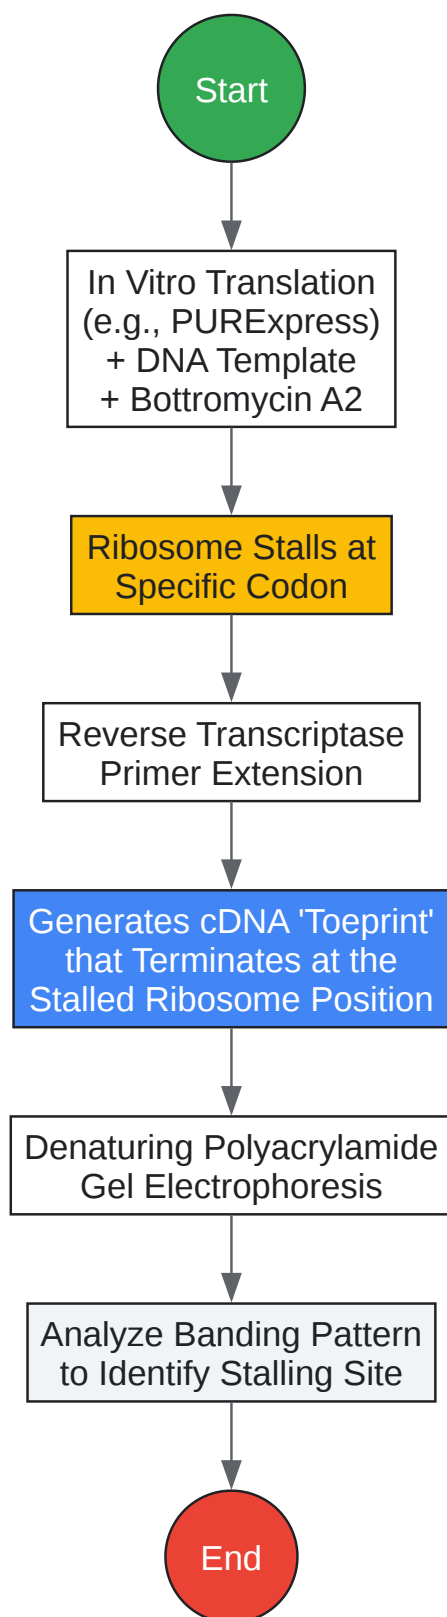 Start
In Vitro Translation
(e.g., PURExpress)
+ DNA Template
+ Bottromycin A2
Ribosome Stalls at
Specific Codon
Reverse Transcriptase
Primer Extension
Generates cDNA 'Toeprint'
that Terminates at the
Stalled Ribosome Position
Denaturing Polyacrylamide
Gel Electrophoresis
Analyze Banding Pattern
to Identify Stalling Site
End